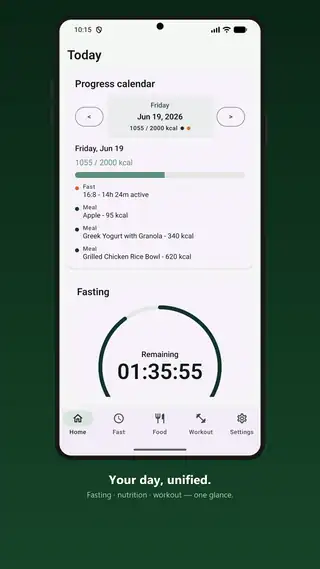 10:15
Today
Progress calendar
<
Friday
Jun 19, 2026
1055 / 2000 kcal
>
Friday, Jun 19
1055 / 2000 kcal
Fast
16:8 - 14h 24m active
Meal
Apple - 95 kcal
Meal
Greek Yogurt with Granola - 340 kcal
Meal
Grilled Chicken Rice Bowl - 620 kcal
Fasting
Remaining
01:35:55
Home Fast Food Workout Settings
Your day, unified.
Fasting · nutrition · workout — one glance.